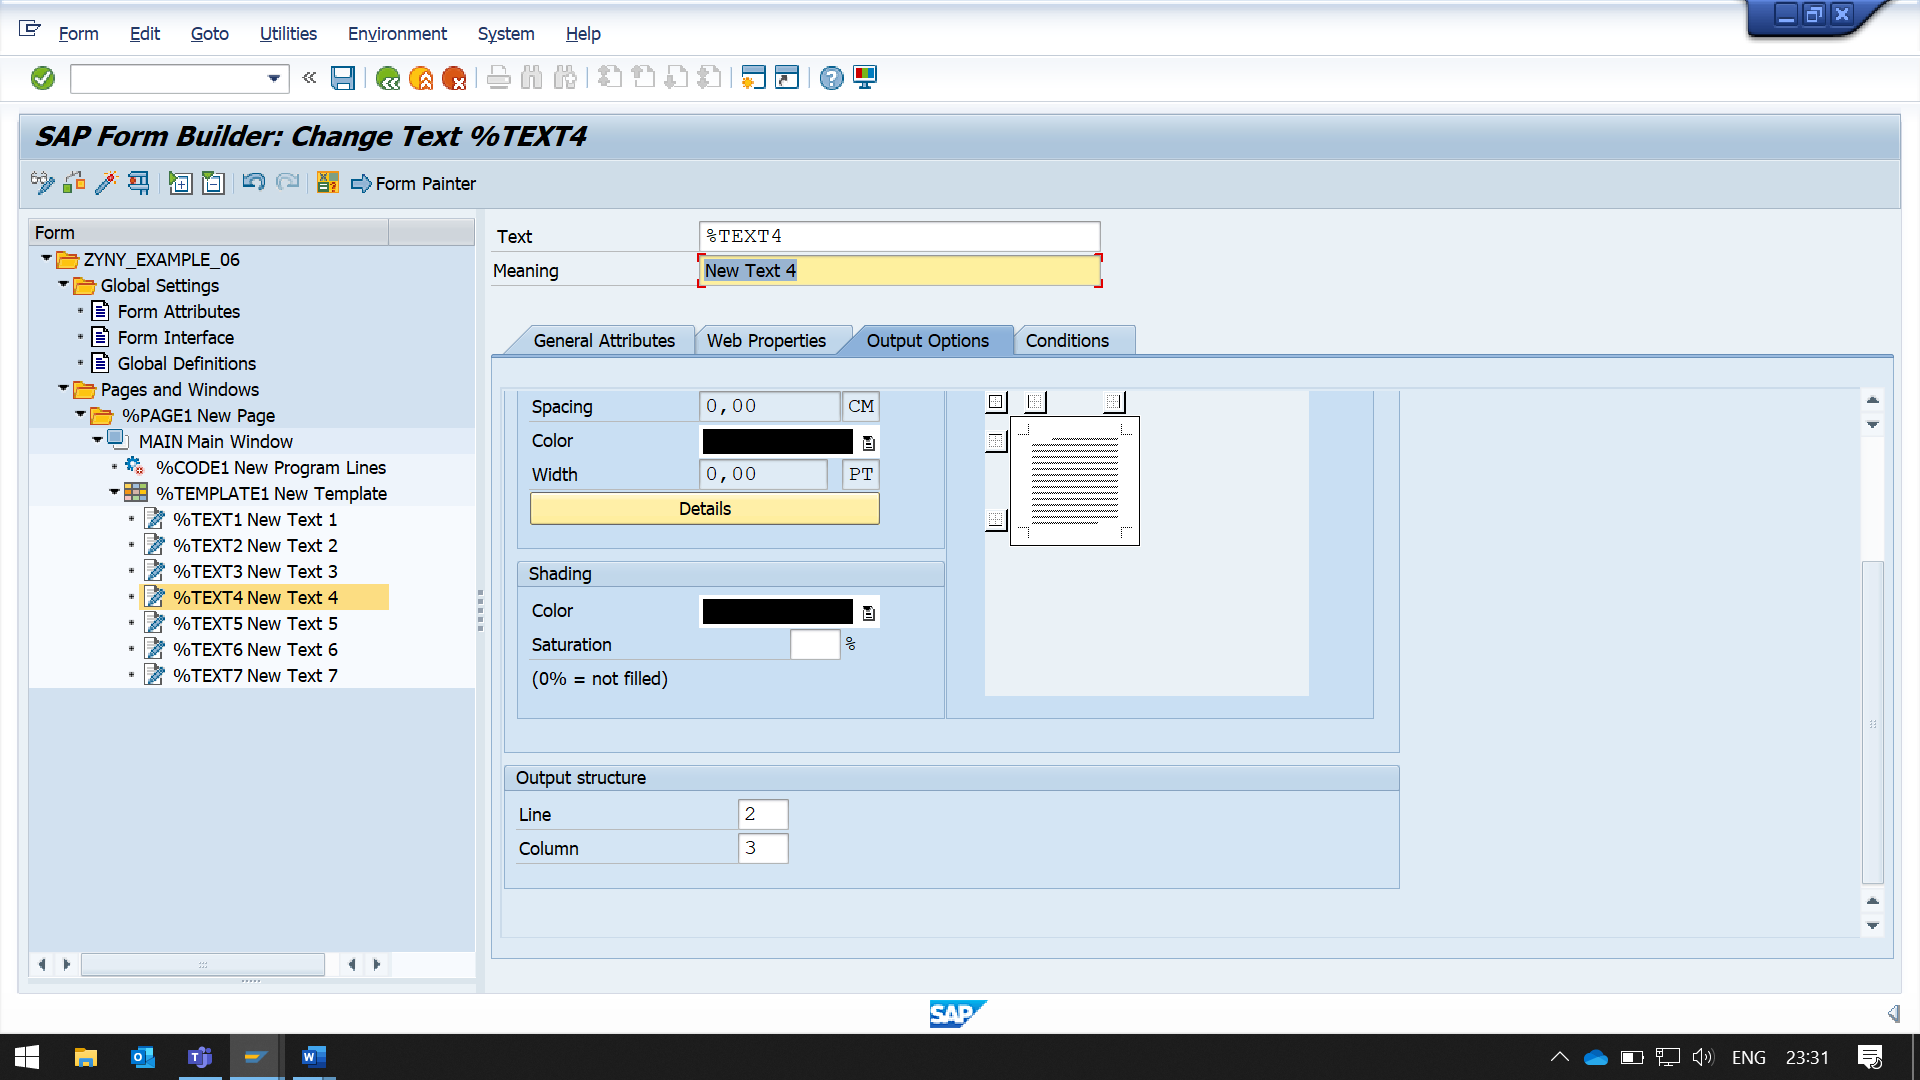 Form Edit Goto Utilities Environment System Help
SAP Form Builder: Change Text %TEXT4
Form Painter
Form
ZYNY_EXAMPLE_06
Global Settings
Form Attributes
Form Interface
Global Definitions
Pages and Windows
%PAGE1 New Page
MAIN Main Window
%CODE1 New Program Lines
%TEMPLATE1 New Template
%TEXT1 New Text 1
%TEXT2 New Text 2
%TEXT3 New Text 3
%TEXT4 New Text 4
%TEXT5 New Text 5
%TEXT6 New Text 6
%TEXT7 New Text 7
Text %TEXT4
Meaning New Text 4
General Attributes Web Properties Output Options Conditions
Spacing 0,00 CM
Color
Width 0,00 PT
Details
Shading
Color
Saturation %
(0% = not filled)
Output structure
Line 2
Column 3
SAP
ENG 23:31